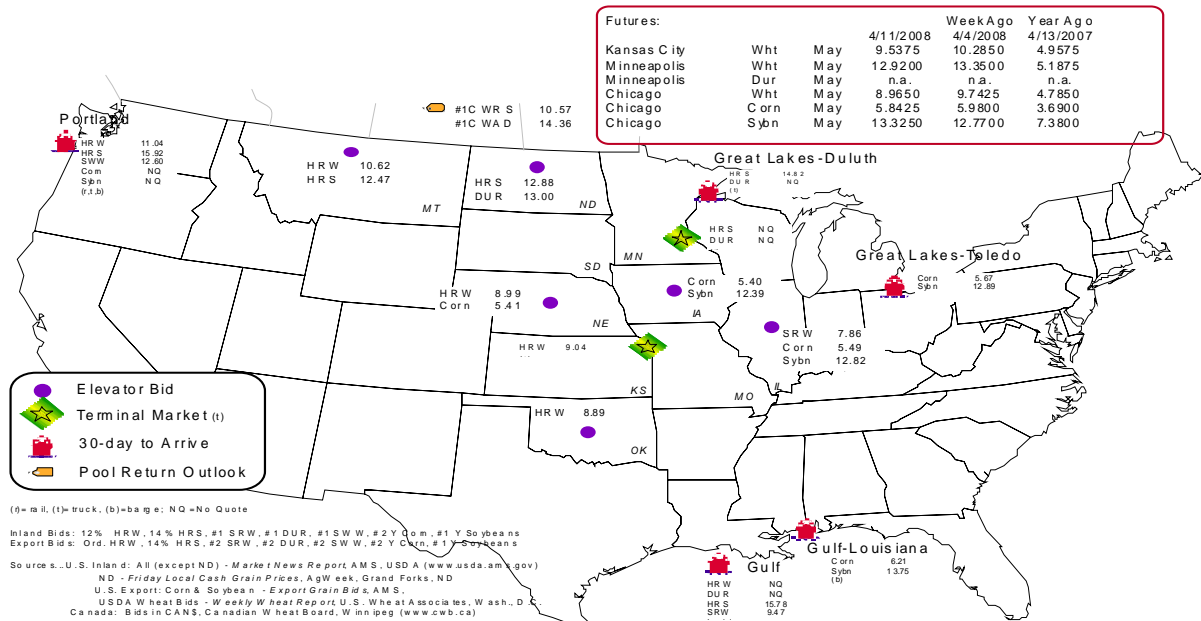 Futures: Week Ago Year Ago
4/11/2008 4/4/2008 4/13/2007
Kansas City Wht May 9.5375 10.2850 4.9575
Minneapolis Wht May 12.9200 13.3500 5.1875
Minneapolis Dur May n.a. n.a. n.a.
Chicago Wht May 8.9650 9.7425 4.7850
Chicago Corn May 5.8425 5.9800 3.6900
Chicago Sybn May 13.3250 12.7700 7.3800
#1C WRS 10.57
#1C WAD 14.36
Portland
HRW 11.04
HRS 15.92
SWW 12.60
Corn NQ
Sybn NQ
(r,t,b)
HRW 10.62
HRS 12.47
MT
HRS 12.88
DUR 13.00
ND
Great Lakes-Duluth
HRS 14.82
DUR NQ
(t)
HRS NQ
DUR NQ
MN
SD
Great Lakes-Toledo
Corn 5.67
Sybn 12.89
HRW 8.99
Corn 5.41
NE
Corn 5.40
Sybn 12.39
IA
SRW 7.86
Corn 5.49
Sybn 12.82
IL
HRW 9.04
KS
MO
HRW 8.89
OK
Elevator Bid
Terminal Market (t)
30-day to Arrive
Pool Return Outlook
Gulf-Louisiana
Corn 6.21
Sybn 13.75
(b)
Gulf
HRW NQ
DUR NQ
HRS 15.78
SRW 9.47
(r)= rail, (t)=truck, (b)=barge; NQ =No Quote
Inland Bids: 12% HRW, 14% HRS, #1 SRW, #1 DUR, #1 SWW, #2 Y Corn, #1 Y Soybeans
Export Bids: Ord. HRW, 14% HRS, #2 SRW, #2 DUR, #2 SWW, #2 Y Corn, #1 Y Soybeans
Sources...U.S. Inland: All (except ND) - Market News Report, AMS, USDA (www.usda.ams.gov)
ND - Friday Local Cash Grain Prices, AgWeek, Grand Forks, ND
U.S. Export: Corn & Soybean - Export Grain Bids, AMS,
USDA Wheat Bids - Weekly Wheat Report, U.S. Wheat Associates, Wash., D.C.
Canada: Bids in CAN$, Canadian Wheat Board, Winnipeg (www.cwb.ca)